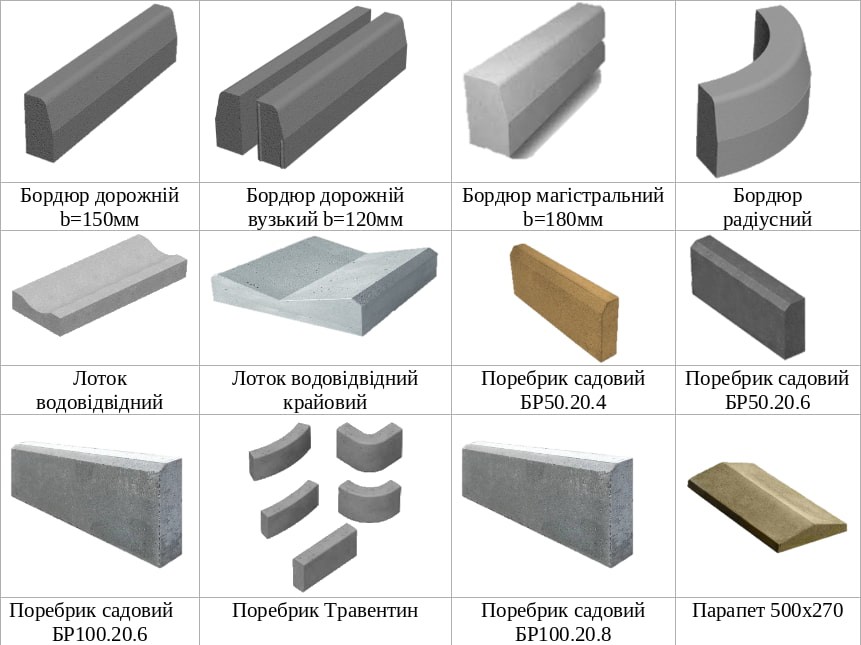 Бордюр дорожній
b=150мм
Бордюр дорожній
вузький b=120мм
Бордюр магістральний
b=180мм
Бордюр
радіусний
Лоток
водовідвідний
Лоток водовідвідний
крайовий
Поребрик садовий
БР50.20.4
Поребрик садовий
БР50.20.6
Поребрик садовий
БР100.20.6
Поребрик Травентин
Поребрик садовий
БР100.20.8
Парапет 500х270